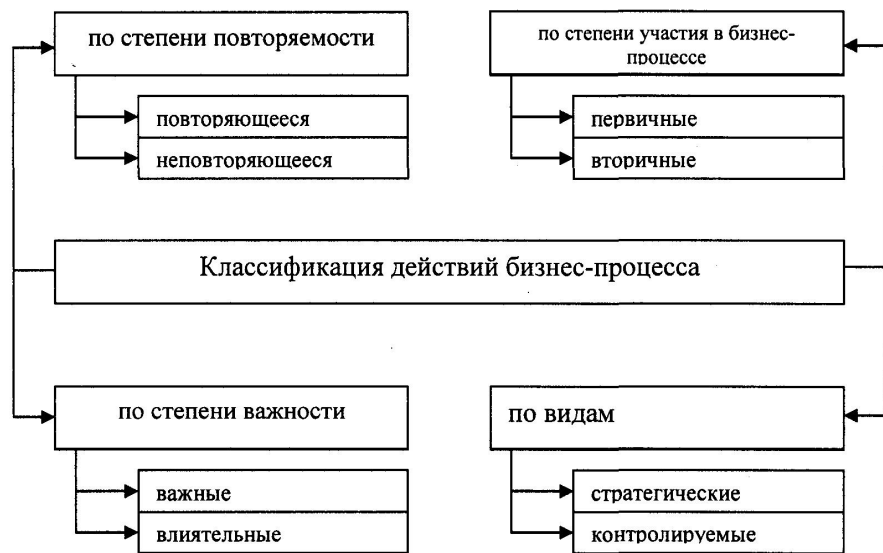 по степени повторяемости
повторяющееся
неповторяющееся
по степени участия в бизнес-
процессе
первичные
вторичные
Классификация действий бизнес-процесса
по степени важности
важные
влиятельные
по видам
стратегические
контролируемые